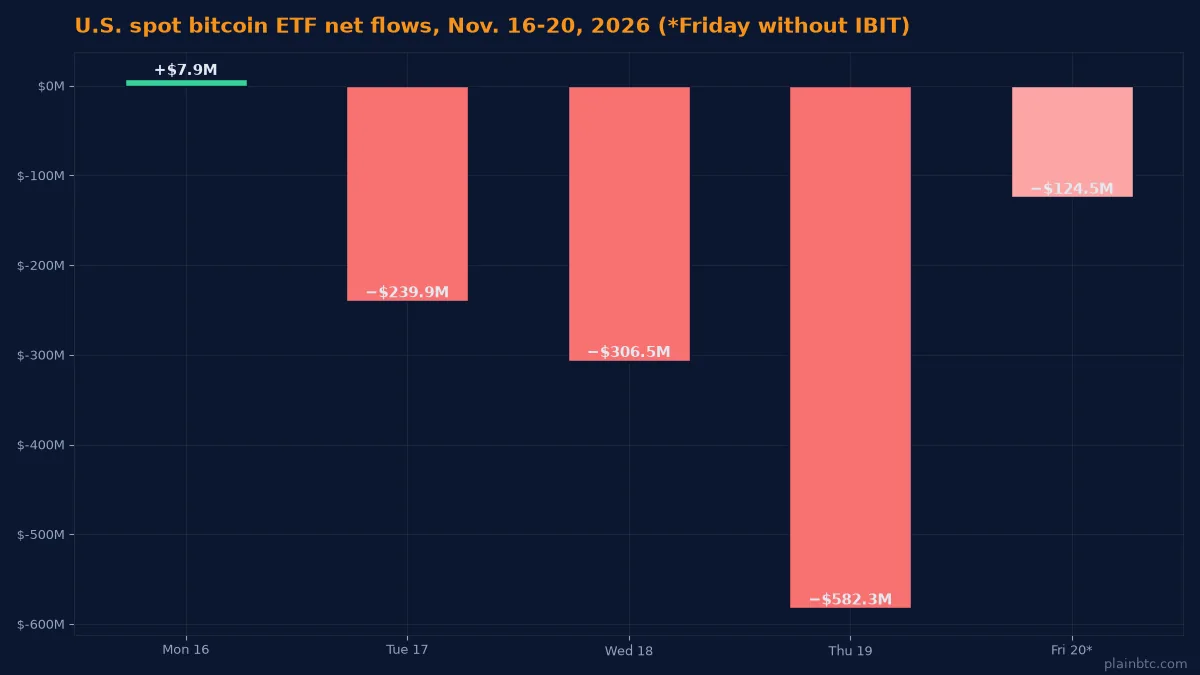 U.S. spot bitcoin ETF net flows, Nov. 16-20, 2026 (*Friday without IBIT)
+$7.9M
$0M
$-100M
−$124.5M
$-200M
−$239.9M
$-300M
−$306.5M
$-400M
$-500M
−$582.3M
$-600M
Mon 16 Tue 17 Wed 18 Thu 19 Fri 20*
plainbtc.com